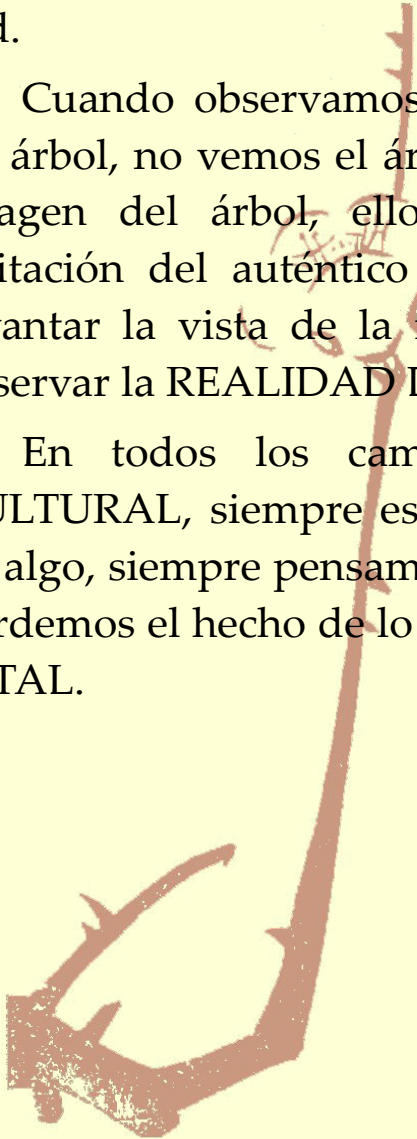 d.
Cuando observamos
árbol, no vemos el ár
agen del árbol, ello
itación del auténtico
vantar la vista de la
servar la REALIDAD
En todos los cam
ULTURAL, siempre es
algo, siempre pensam
rdemos el hecho de lo
TAL.